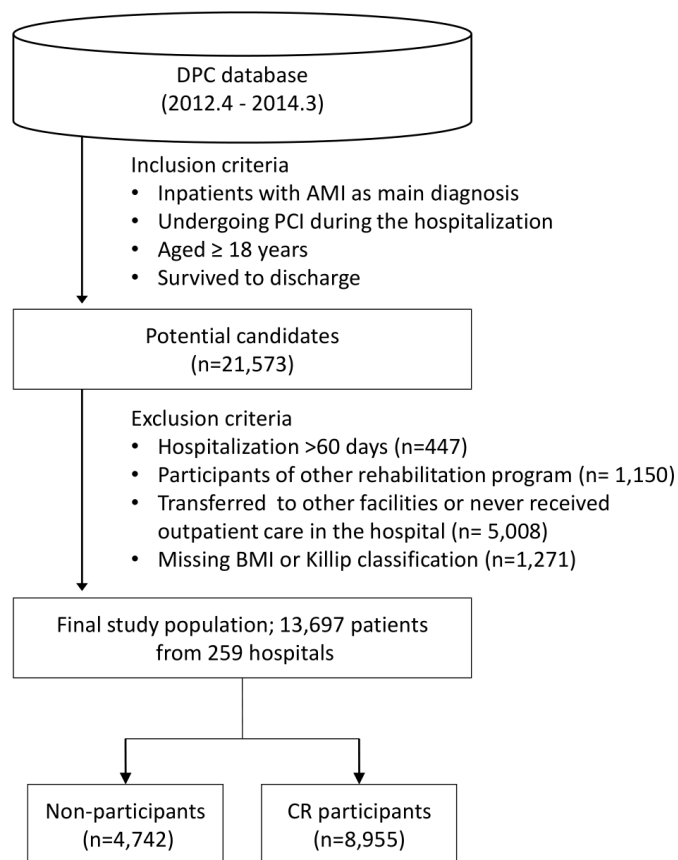 DPC database
(2012.4 - 2014.3)
Inclusion criteria
• Inpatients with AMI as main diagnosis
• Undergoing PCI during the hospitalization
• Aged ≥ 18 years
• Survived to discharge
Potential candidates
(n=21,573)
Exclusion criteria
• Hospitalization >60 days (n=447)
• Participants of other rehabilitation program (n= 1,150)
• Transferred  to other facilities or never received
outpatient care in the hospital (n= 5,008)
• Missing BMI or Killip classification (n=1,271)
Final study population; 13,697 patients
from 259 hospitals
Non-participants
(n=4,742)
CR participants
(n=8,955)